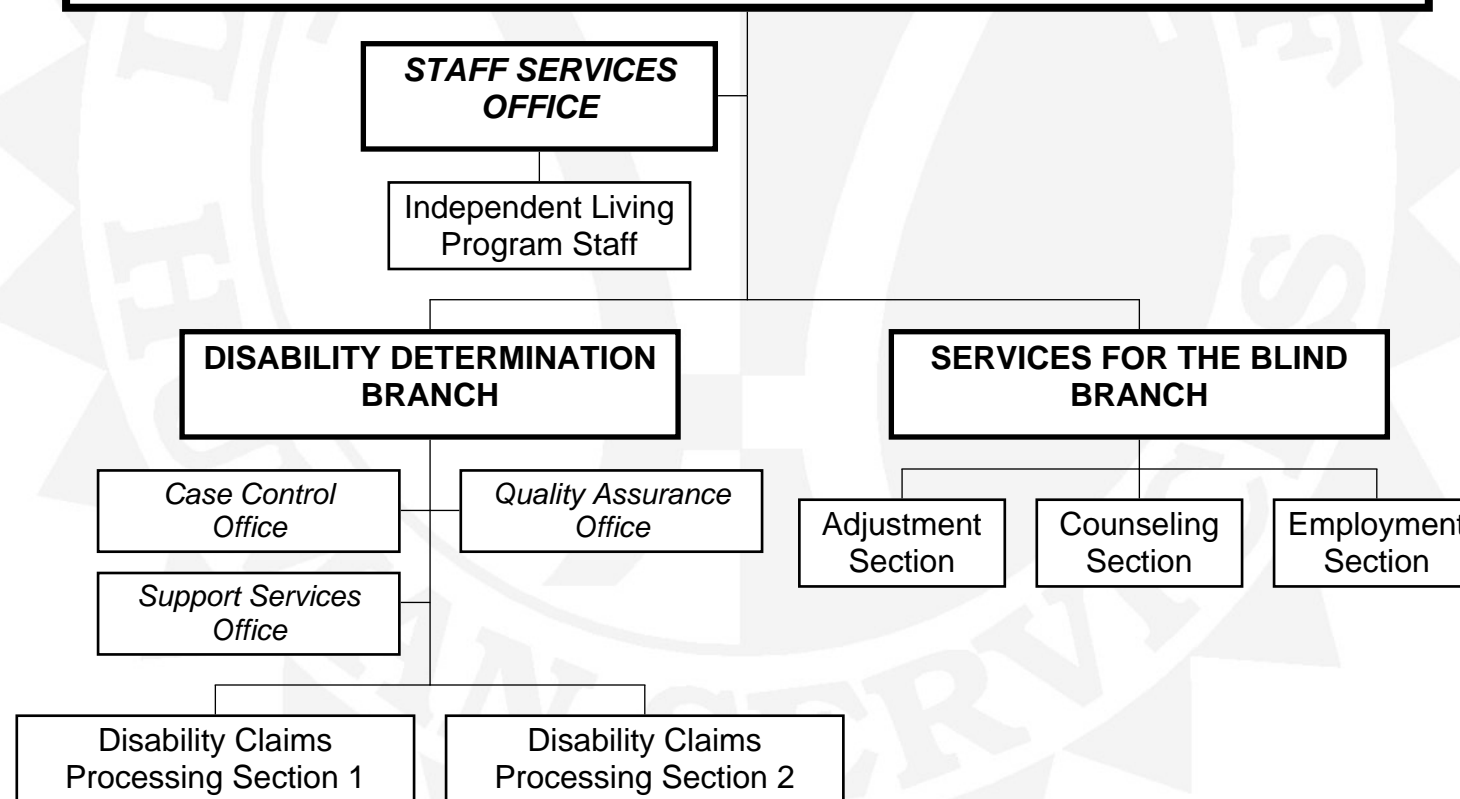 STAFF SERVICES
OFFICE
Independent Living
Program Staff
DISABILITY DETERMINATION
BRANCH
SERVICES FOR THE BLIND
BRANCH
Case Control
Office
Quality Assurance
Office
Support Services
Office
Adjustment
Section
Counseling
Section
Employment
Section
Disability Claims
Processing Section 1
Disability Claims
Processing Section 2